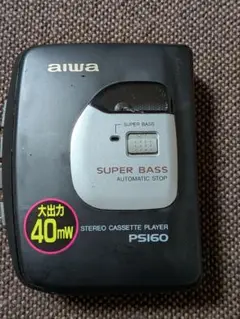 aiwa
SUPER BASS
SUPER BASS
AUTOMATIC STOP
大出力
40mW
STEREO CASSETTE PLAYER
PS160